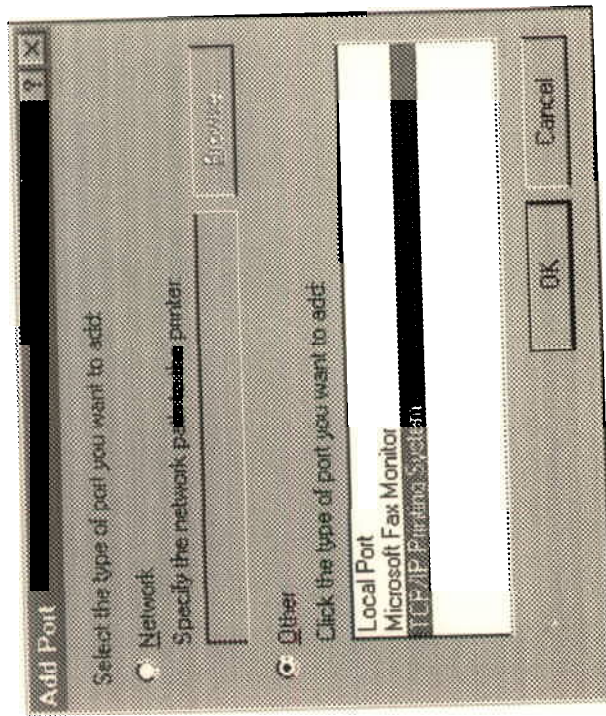 Add Port
Select the type of port you want to add:
Network
Specify the network path to the printer:
Browse...
Other
Click the type of port you want to add:
Local Port
Microsoft Fax Monitor
TCP/IP Printing System
OK
Cancel